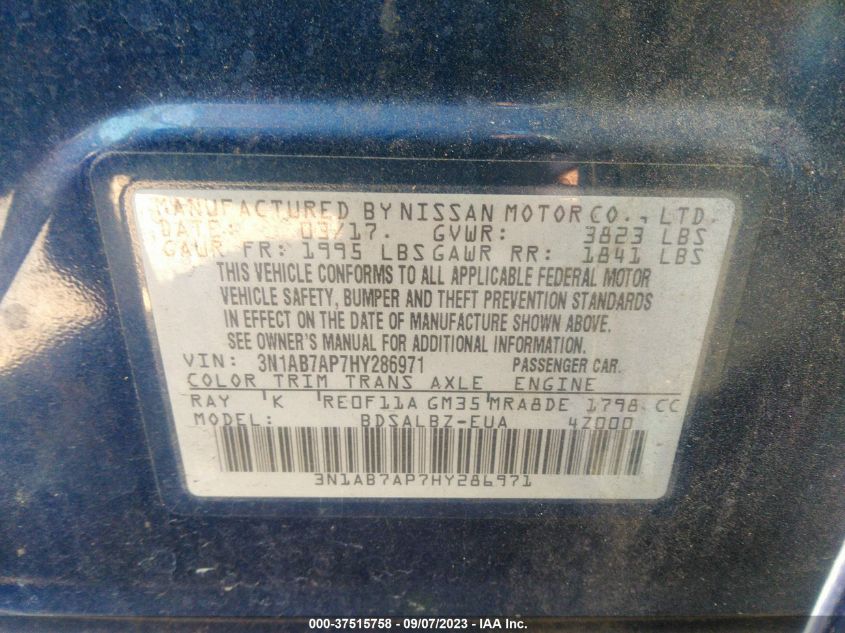 MANUFACTURED BY NISSAN MOTOR CO., LTD.
DATE: 03/17. GVWR: 3823 LBS
GAWR FR: 1995 LBS GAWR RR: 1841 LBS
THIS VEHICLE CONFORMS TO ALL APPLICABLE FEDERAL MOTOR
VEHICLE SAFETY, BUMPER AND THEFT PREVENTION STANDARDS
IN EFFECT ON THE DATE OF MANUFACTURE SHOWN ABOVE.
SEE OWNER'S MANUAL FOR ADDITIONAL INFORMATION.
VIN: 3N1AB7AP7HY286971 PASSENGER CAR.
COLOR TRIM TRANS AXLE ENGINE
RAY K RE0F11A GM35 MRA8DE 1798 CC
MODEL: BDSALBZ-EUA 4Z000
3N1AB7AP7HY286971
000-37515758 - 09/07/2023 - IAA Inc.